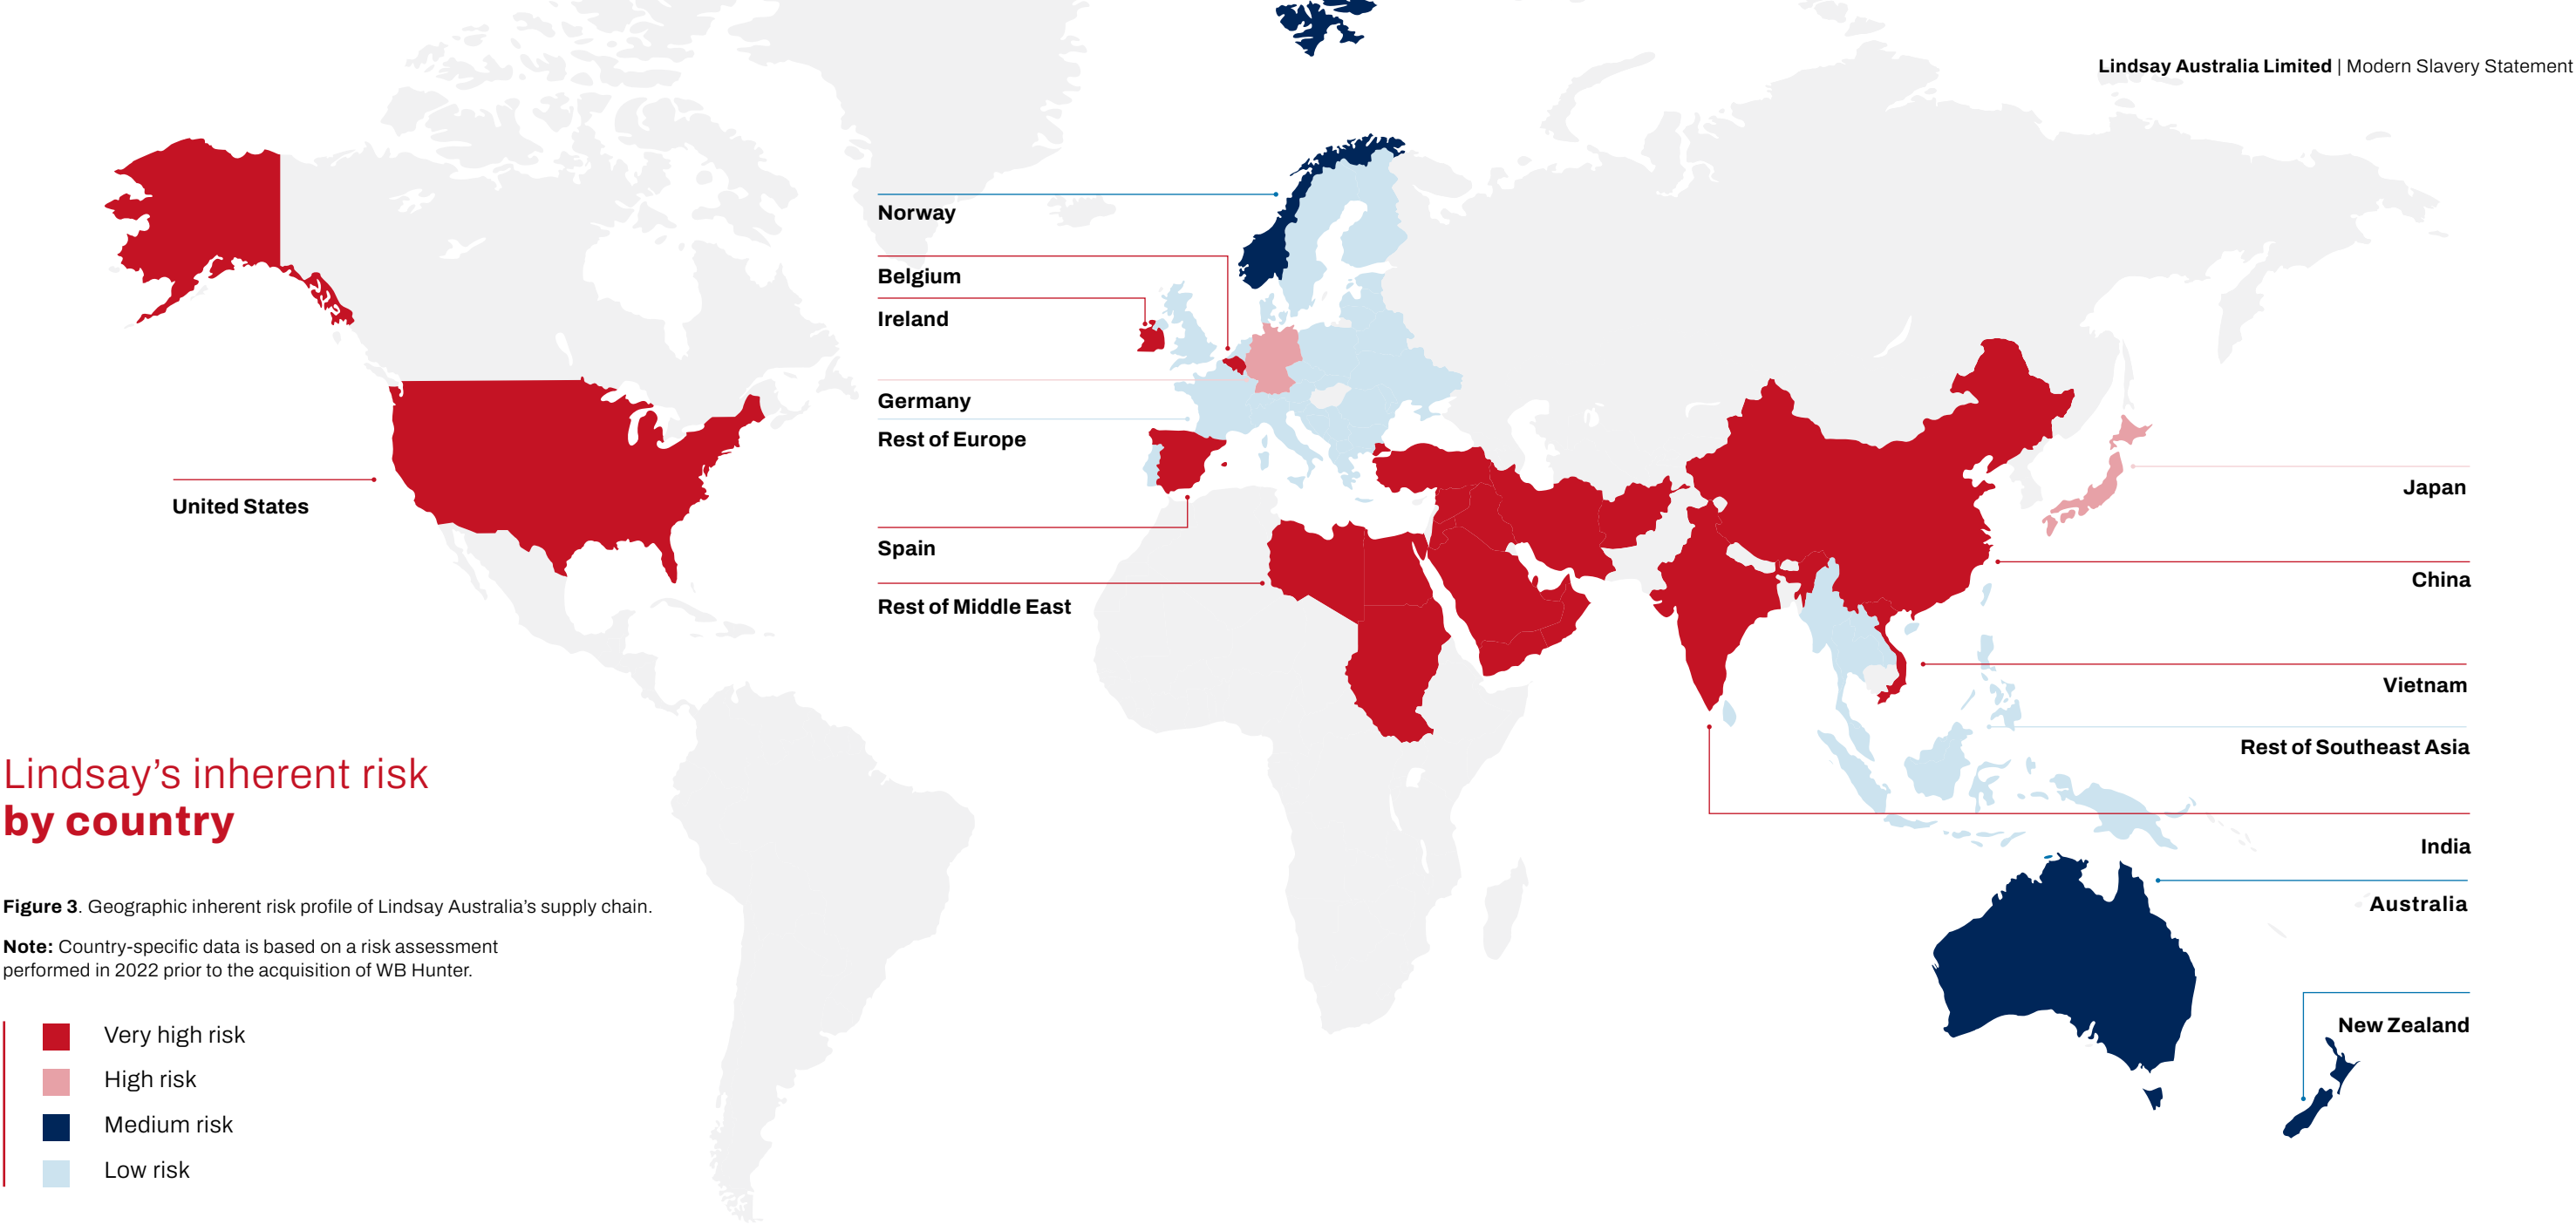 Lindsay Australia Limited | Modern Slavery Statement
Norway
Belgium
Ireland
Germany
Rest of Europe
United States
Spain
Rest of Middle East
Japan
China
Vietnam
Rest of Southeast Asia
India
Australia
New Zealand
Lindsay’s inherent risk
by country
Figure 3. Geographic inherent risk profile of Lindsay Australia’s supply chain.
Note: Country-specific data is based on a risk assessment
performed in 2022 prior to the acquisition of WB Hunter.
Very high risk
High risk
Medium risk
Low risk